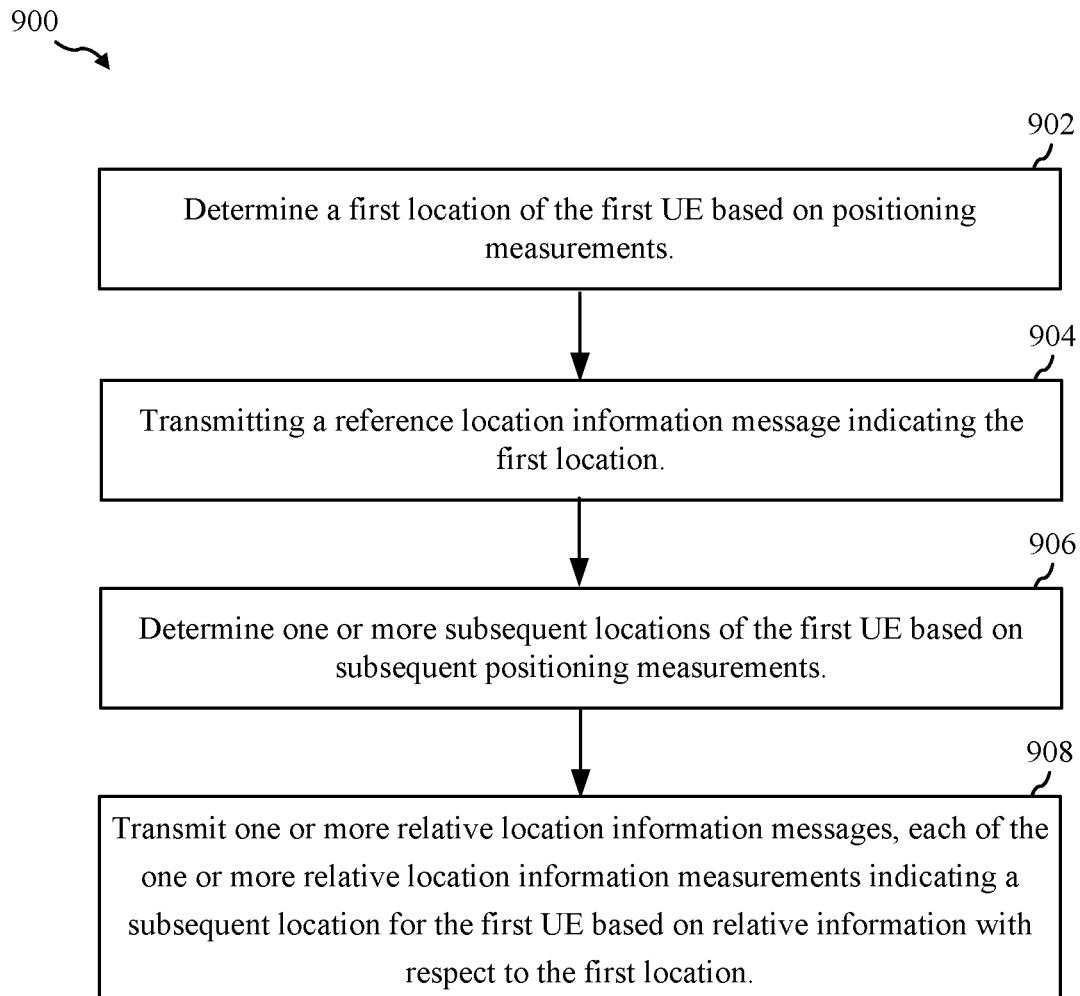 900
902
Determine a first location of the first UE based on positioning
measurements.
904
Transmitting a reference location information message indicating the
first location.
906
Determine one or more subsequent locations of the first UE based on
subsequent positioning measurements.
908
Transmit one or more relative location information messages, each of the
one or more relative location information measurements indicating a
subsequent location for the first UE based on relative information with
respect to the first location.